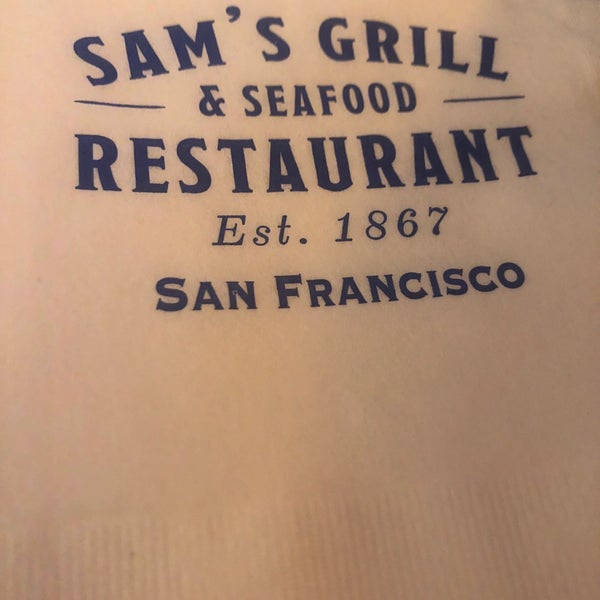 SAM'S GRILL
& SEAFOOD
RESTAURANT
Est. 1867
SAN FRANCISCO